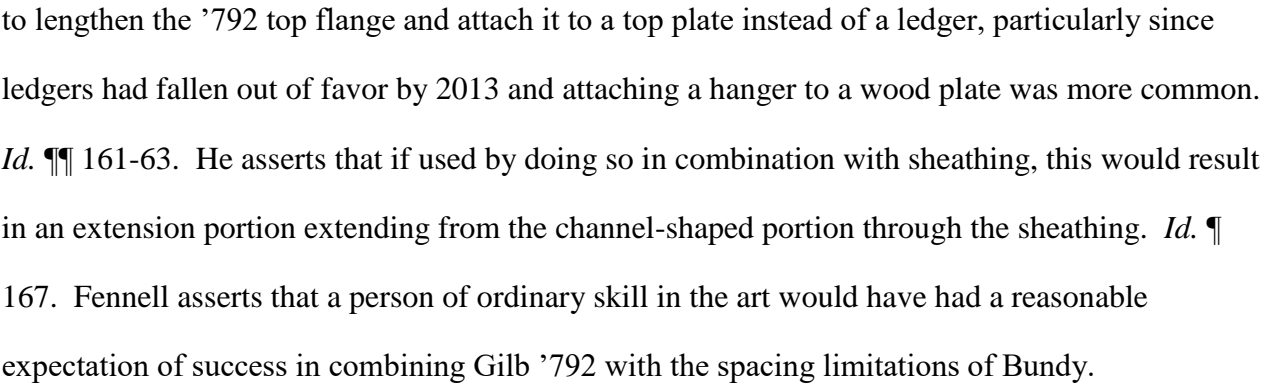 to lengthen the ’792 top flange and attach it to a top plate instead of a ledger, particularly since
ledgers had fallen out of favor by 2013 and attaching a hanger to a wood plate was more common.
Id. ¶¶ 161-63.  He asserts that if used by doing so in combination with sheathing, this would result
in an extension portion extending from the channel-shaped portion through the sheathing.  Id. ¶
167.  Fennell asserts that a person of ordinary skill in the art would have had a reasonable
expectation of success in combining Gilb ’792 with the spacing limitations of Bundy.